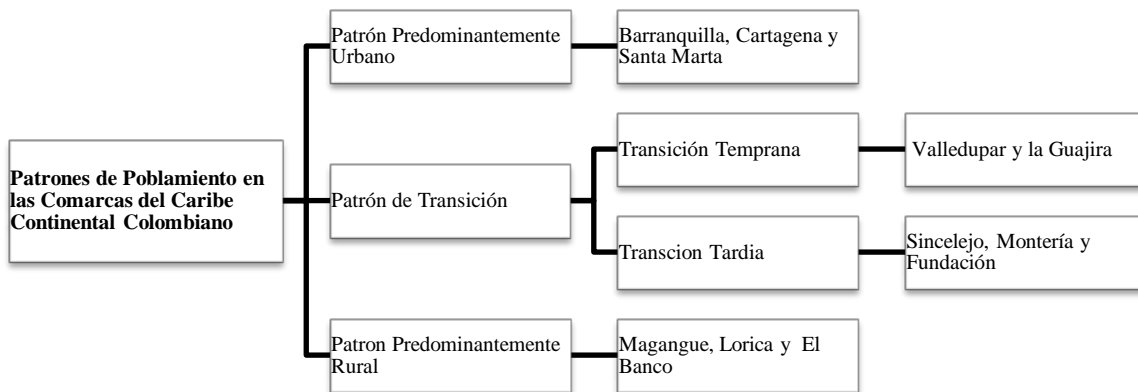 Patrones de Poblamiento en
las Comarcas del Caribe
Continental Colombiano
Patrón Predominantemente
Urbano
Barranquilla, Cartagena y
Santa Marta
Patrón de Transición
Transición Temprana
Valledupar y la Guajira
Transcion Tardia
Sincelejo, Montería y
Fundación
Patron Predominantemente
Rural
Magangue, Lorica y El
Banco